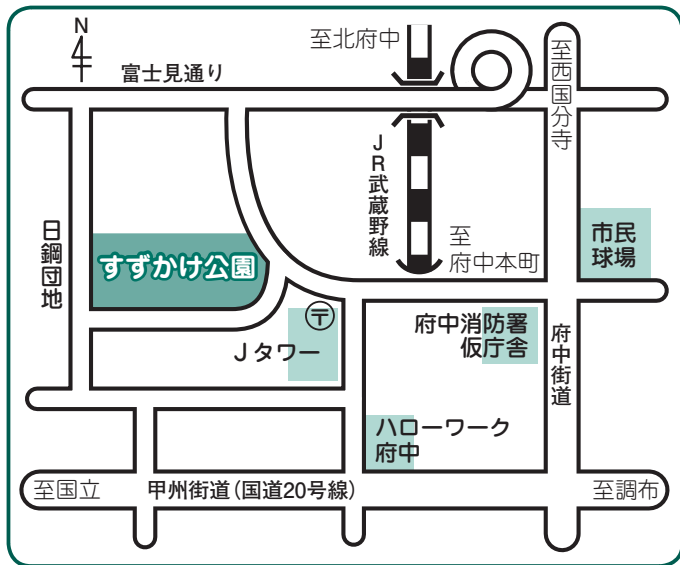 N
至北府中
富士見通り
至西国分寺
JR武蔵野線
日鋼団地
すずかけ公園
至
府中本町
市民
球場
〒
Jタワー
府中消防署
仮庁舎
府中街道
ハローワーク
府中
至国立
甲州街道(国道20号線)
至調布